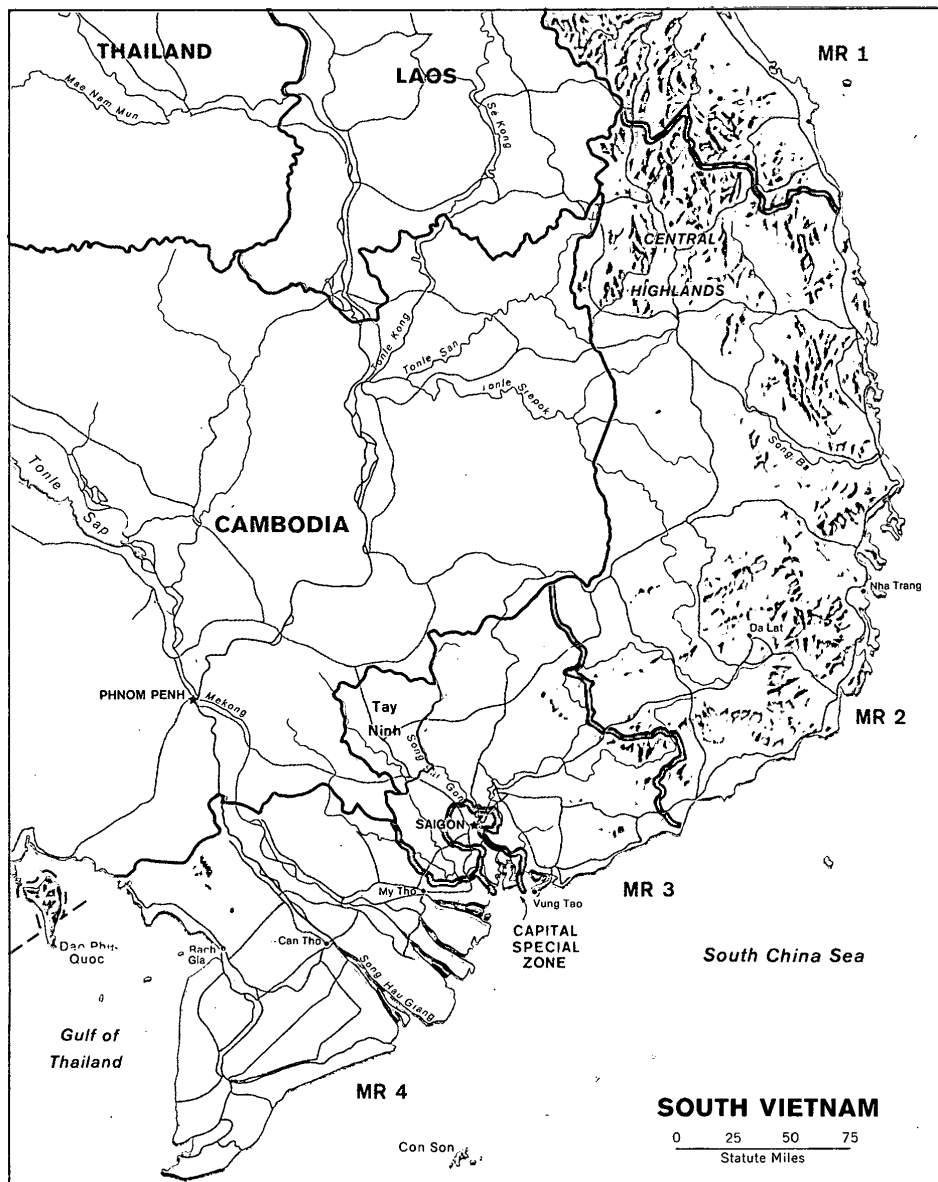 THAILAND
LAOS
MR 1
Mae Nam Mun
Se Kong
CENTRAL
HIGHLANDS
Tonle Kong
Tonle San
Tonle Srepok
Song Ba
Tonle
Sap
CAMBODIA
Nha Trang
Da Lat
PHNOM PENH
Mekong
Tay
Ninh
MR 2
Song Sai Gon
SAIGON
My Tho
Vung Tao
MR 3
CAPITAL
SPECIAL
ZONE
Dao Phu
Quoc
Rach
Gia
Can Tho
Song Hau Giang
South China Sea
Gulf of
Thailand
MR 4
SOUTH VIETNAM
0 25 50 75
Statute Miles
Con Son